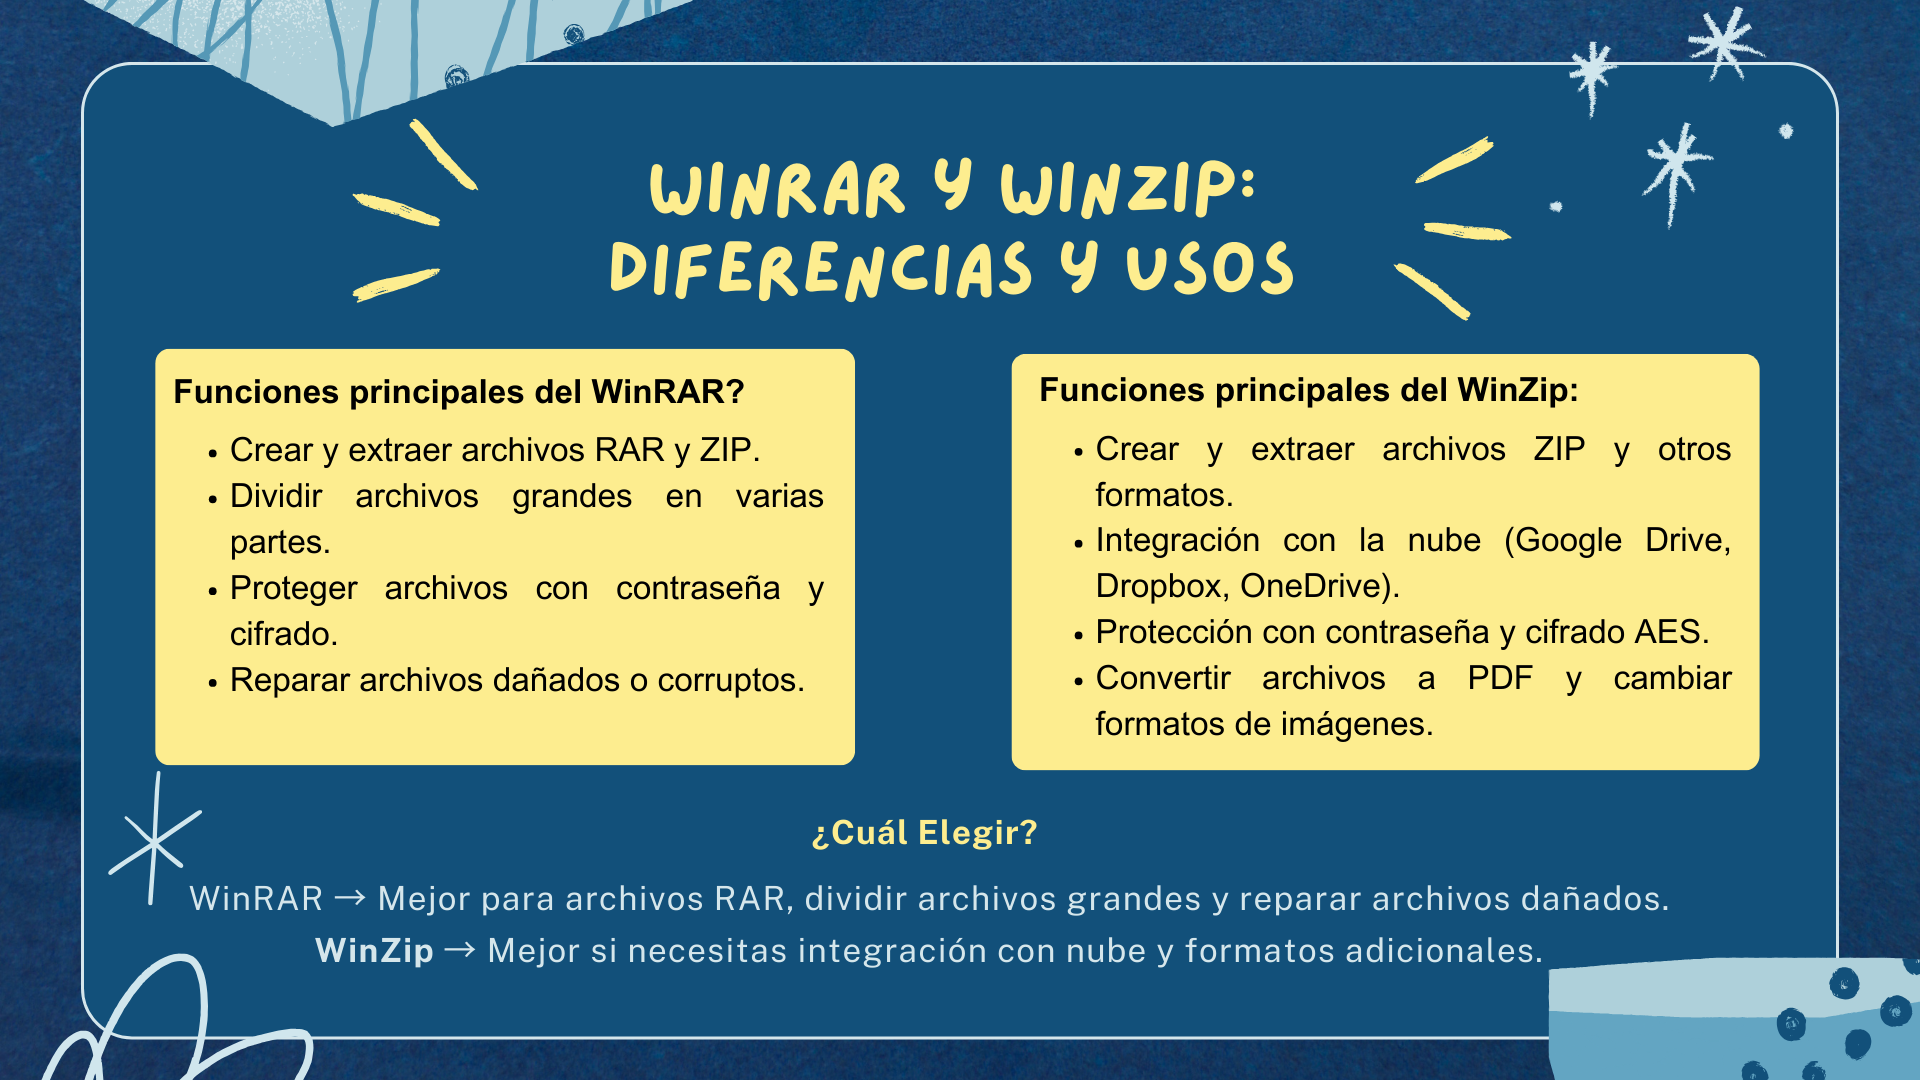 WINRAR Y WINZIP:
DIFERENCIAS Y USOS
Funciones principales del WinRAR?
• Crear y extraer archivos RAR y ZIP.
• Dividir archivos grandes en varias
partes.
• Proteger archivos con contraseña y
cifrado.
• Reparar archivos dañados o corruptos.
Funciones principales del WinZip:
• Crear y extraer archivos ZIP y otros
formatos.
• Integración con la nube (Google Drive,
Dropbox, OneDrive).
• Protección con contraseña y cifrado AES.
• Convertir archivos a PDF y cambiar
formatos de imágenes.
¿Cuál Elegir?
WinRAR → Mejor para archivos RAR, dividir archivos grandes y reparar archivos dañados.
WinZip → Mejor si necesitas integración con nube y formatos adicionales.